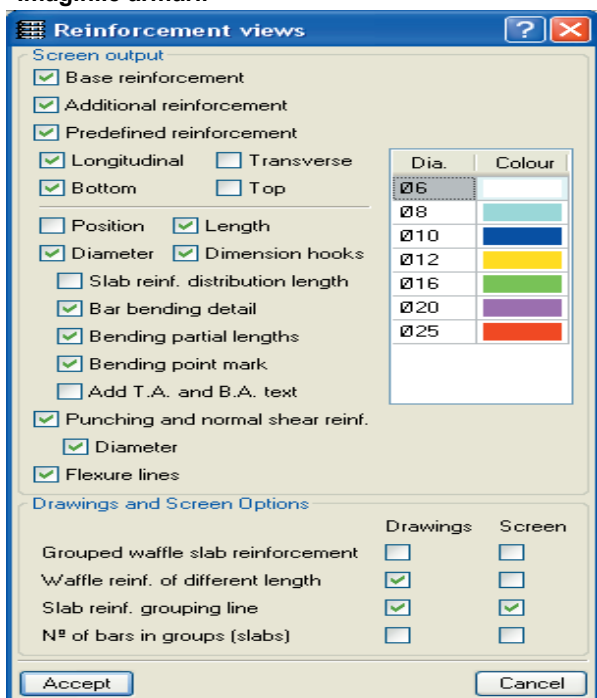 Reinforcement views
Screen output
Base reinforcement
Additional reinforcement
Predefined reinforcement
Longitudinal Transverse
Bottom Top
Position Length
Diameter Dimension hooks
Slab reinf. distribution length
Bar bending detail
Bending partial lengths
Bending point mark
Add T.A. and B.A. text
Punching and normal shear reinf.
Diameter
Flexure lines
Dia. Colour
Ø6
Ø8
Ø10
Ø12
Ø16
Ø20
Ø25
Drawings and Screen Options
Drawings Screen
Grouped waffle slab reinforcement
Waffle reinf. of different length
Slab reinf. grouping line
Nº of bars in groups (slabs)
Accept Cancel